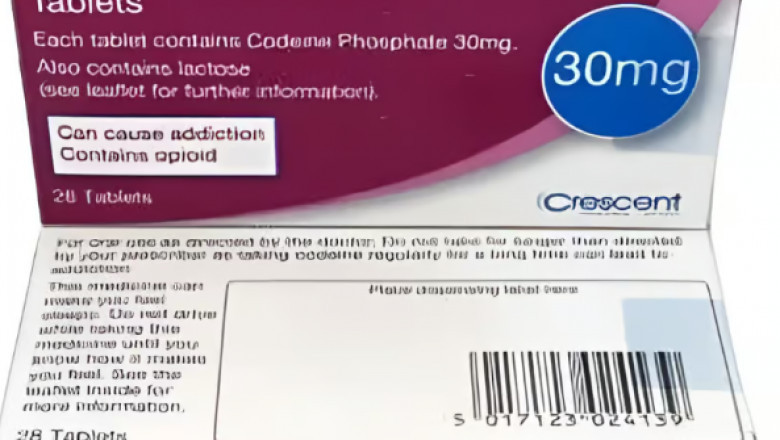 Tablets
Each tablet contains Codeine Phosphate 30mg.
Also contains lactose
(see leaflet for further information).
30mg
Can cause addiction
Contains opioid
28 Tablets
Crescent
For oral use as directed by the doctor. Do not take for longer than directed
by your prescriber as taking codeine regularly for a long time can lead to
addiction
This medicine can
make you feel
sleepy. Do not drive
while taking this
medicine until you
know how it makes
you feel. See the
leaflet inside for
more information.
Place dispensing label here
5 017123 024139
28 Tablets